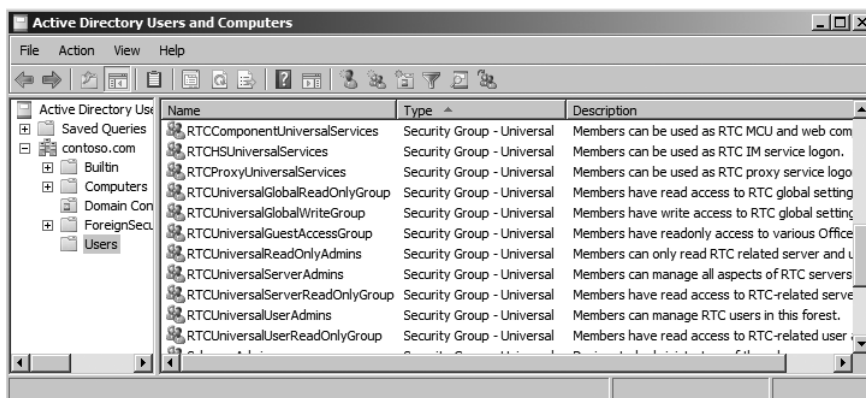 Active Directory Users and Computers
File Action View Help
Active Directory Use
Saved Queries
contoso.com
Builtin
Computers
Domain Con
ForeignSecu
Users
Name Type Description
RTCComponentUniversalServices Security Group - Universal Members can be used as RTC MCU and web com
RTCHSUniversalServices Security Group - Universal Members can be used as RTC IM service logon.
RTCProxyUniversalServices Security Group - Universal Members can be used as RTC proxy service logo
RTCUniversalGlobalReadOnlyGroup Security Group - Universal Members have read access to RTC global setting
RTCUniversalGlobalWriteGroup Security Group - Universal Members have write access to RTC global setting
RTCUniversalGuestAccessGroup Security Group - Universal Members have readonly access to various Office
RTCUniversalReadOnlyAdmins Security Group - Universal Members can only read RTC related server and u
RTCUniversalServerAdmins Security Group - Universal Members can manage all aspects of RTC servers
RTCUniversalServerReadOnlyGroup Security Group - Universal Members have read access to RTC-related serve
RTCUniversalUserAdmins Security Group - Universal Members can manage RTC users in this forest.
RTCUniversalUserReadOnlyGroup Security Group - Universal Members have read access to RTC-related user